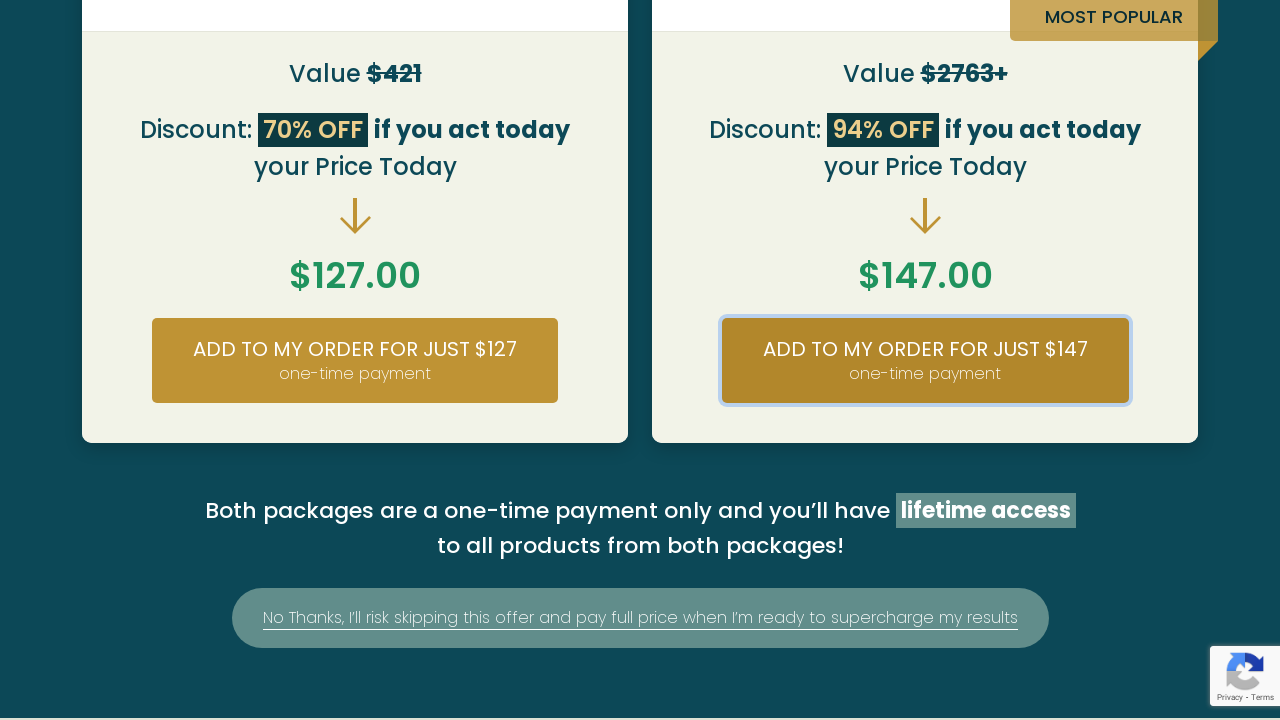 MOST POPULAR
Value $421
Discount: 70% OFF if you act today
your Price Today
$127.00
ADD TO MY ORDER FOR JUST $127
one-time payment
Value $2763+
Discount: 94% OFF if you act today
your Price Today
$147.00
ADD TO MY ORDER FOR JUST $147
one-time payment
Both packages are a one-time payment only and you’ll have lifetime access
to all products from both packages!
No Thanks, I’ll risk skipping this offer and pay full price when I’m ready to supercharge my results
Privacy - Terms